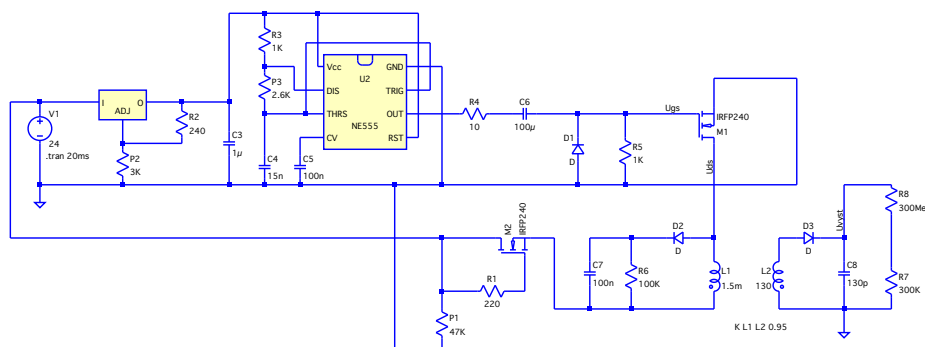 R3
1K
P3
2.6K
Vcc
GND
U2
DIS
TRIG
THRS
OUT
NE555
CV
RST
I
O
ADJ
V1
24
.tran 20ms
R2
240
P2
3K
C3
1µ
C4
15n
C5
100n
R4
10
C6
100µ
D1
D
R5
1K
Ugs
IRFP240
M1
Uds
M2
IRFP240
R1
220
P1
47K
C7
100n
R6
100K
D2
D
L1
1.5m
L2
130
D3
D
Uvyst
C8
130p
R8
300Me
R7
300K
K L1 L2 0.95